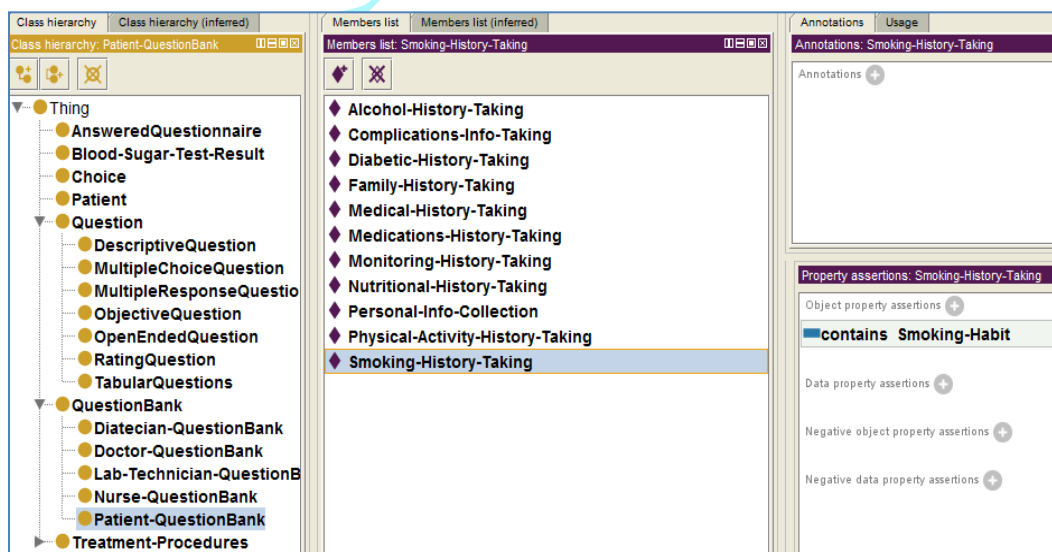 Class hierarchy Class hierarchy (inferred)
Class hierarchy: Patient-QuestionBank
Thing
AnsweredQuestionnaire
Blood-Sugar-Test-Result
Choice
Patient
Question
DescriptiveQuestion
MultipleChoiceQuestion
MultipleResponseQuestio
ObjectiveQuestion
OpenEndedQuestion
RatingQuestion
TabularQuestions
QuestionBank
Diatecian-QuestionBank
Doctor-QuestionBank
Lab-Technician-QuestionB
Nurse-QuestionBank
Patient-QuestionBank
Treatment-Procedures
Members list Members list (inferred)
Members list: Smoking-History-Taking
Alcohol-History-Taking
Complications-Info-Taking
Diabetic-History-Taking
Family-History-Taking
Medical-History-Taking
Medications-History-Taking
Monitoring-History-Taking
Nutritional-History-Taking
Personal-Info-Collection
Physical-Activity-History-Taking
Smoking-History-Taking
Annotations Usage
Annotations: Smoking-History-Taking
Annotations
Property assertions: Smoking-History-Taking
Object property assertions
contains Smoking-Habit
Data property assertions
Negative object property assertions
Negative data property assertions